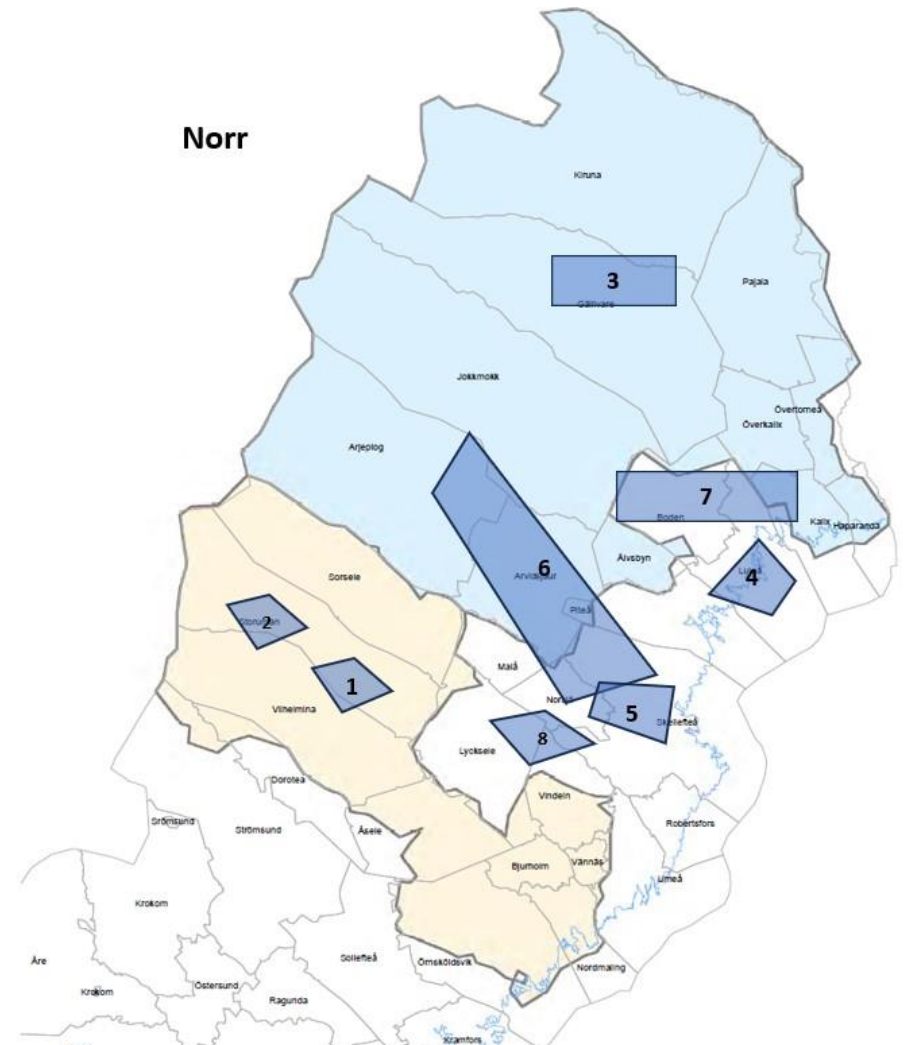 Norr
Kiruna
3
Gällivare
Pajala
Jokkmokk
Övertorneå
Överkalix
Arjeplog
7
Boden
Kalix
Haparanda
Älvsbyn
6
Arvidsjaur
Luleå
4
Sorsele
Piteå
2
Storuman
Malå
1
Norsjö
5
Skellefteå
Vilhelmina
8
Lycksele
Dorotea
Vindeln
Srömsund
Strömsund
Åsele
Robertsfors
Bjurholm
Vännäs
Umeå
Krokom
Åre
Sollefteå
Örnsköldsvik
Nordmaling
Krokom
Östersund
Ragunda
Kramfors